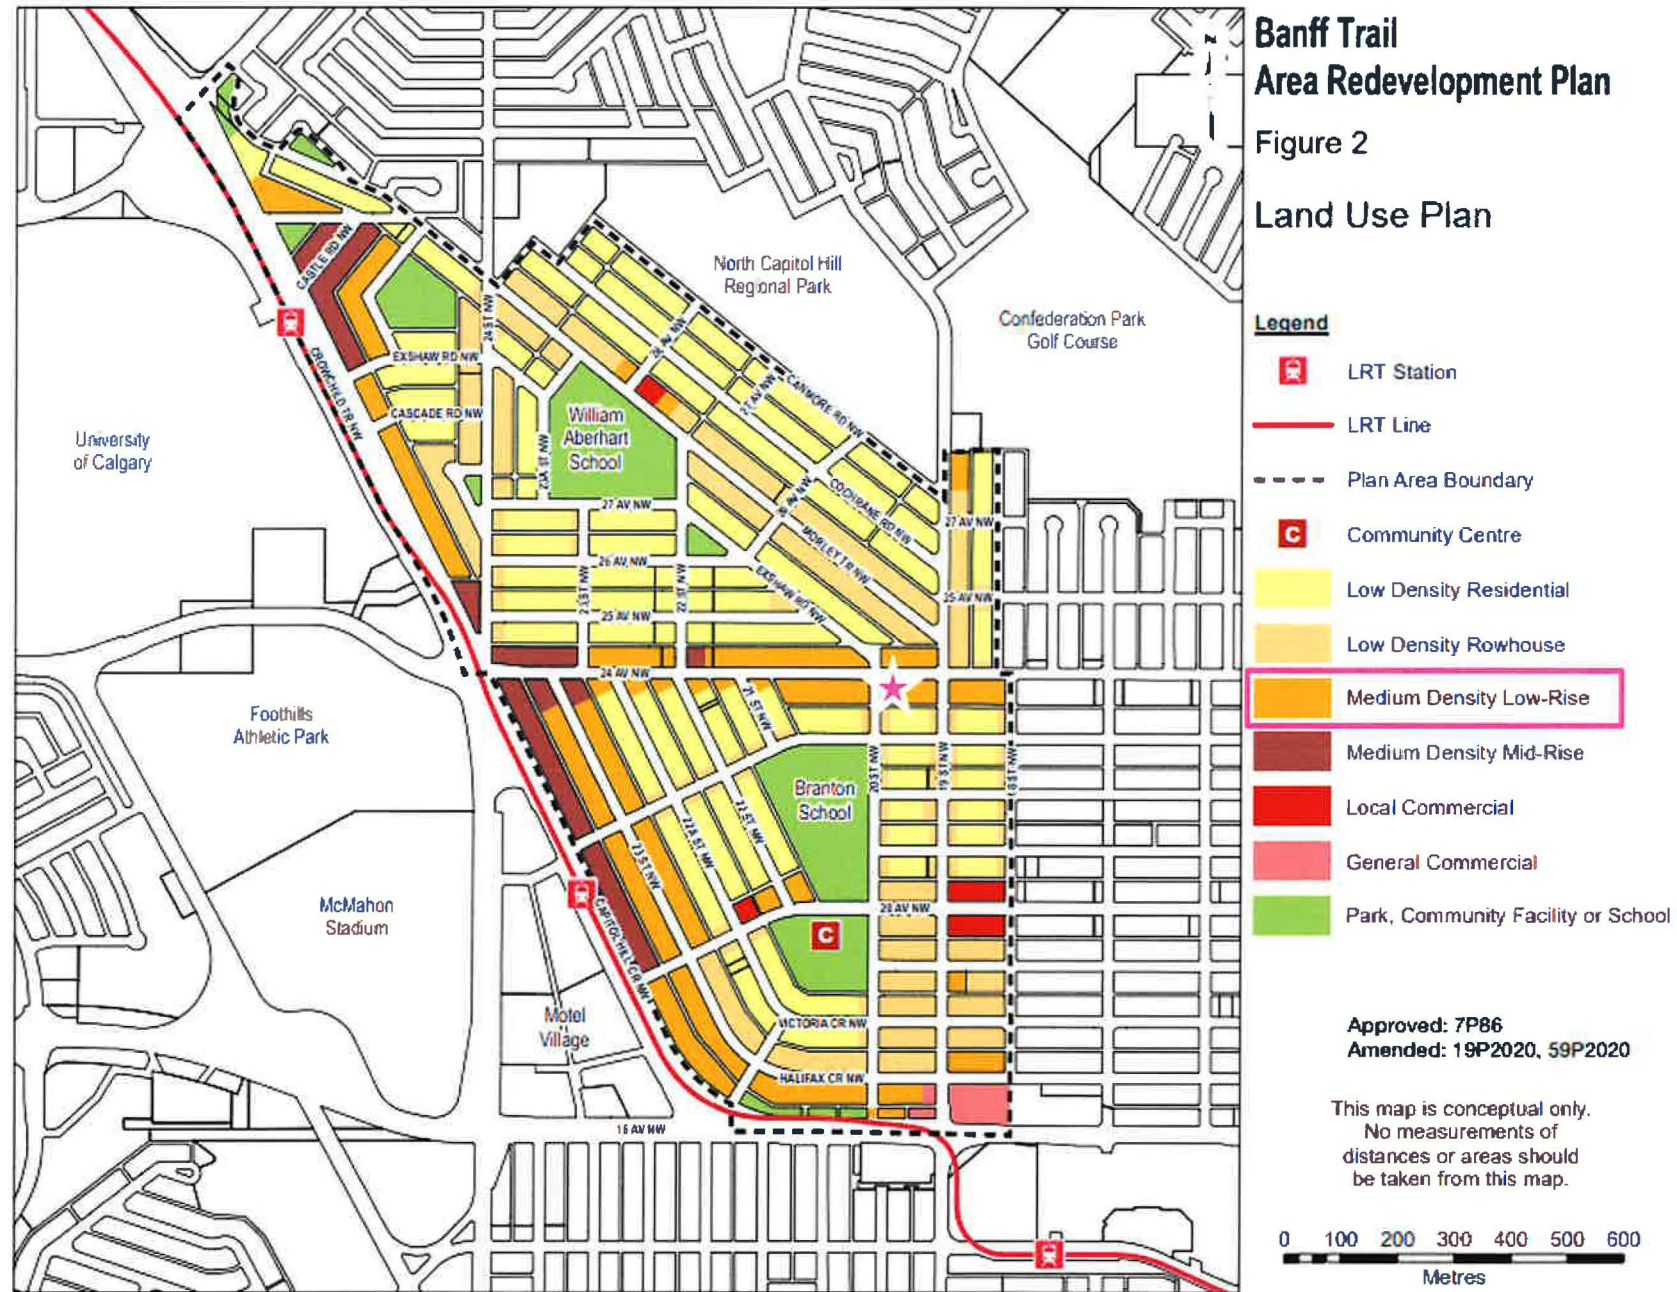 Banff Trail
Area Redevelopment Plan
Figure 2
Land Use Plan
Legend
LRT Station
LRT Line
Plan Area Boundary
C
Community Centre
Low Density Residential
Low Density Rowhouse
Medium Density Low-Rise
Medium Density Mid-Rise
Local Commercial
General Commercial
Park, Community Facility or School
Approved: 7P86
Amended: 19P2020, 59P2020
This map is conceptual only.
No measurements of
distances or areas should
be taken from this map.
0 100 200 300 400 500 600
Metres
North Capitol Hill
Regional Park
Confederation Park
Golf Course
CASTLE RD NW
24 ST NW
EXSHAW RD NW
CROWCHILD TR NW
CASCADE RD NW
26 AV NW
27 AV NW
CANMORE RD NW
University
of Calgary
William
Aberhart
School
23A ST NW
27 AV NW
COCHRANE RD NW
MORLEY TR NW
27 AV NW
26 AV NW
EXSHAW RD NW
23 ST NW
22 ST NW
25 AV NW
25 AV NW
24 AV NW
21 ST NW
Foothills
Athletic Park
20 ST NW
19 ST NW
18 ST NW
Branton
School
22A ST NW
23 ST NW
McMahon
Stadium
CAPITOL HILL CR NW
20 AV NW
C
Motel
Village
VICTORIA CR NW
HALIFAX CR NW
16 AV NW